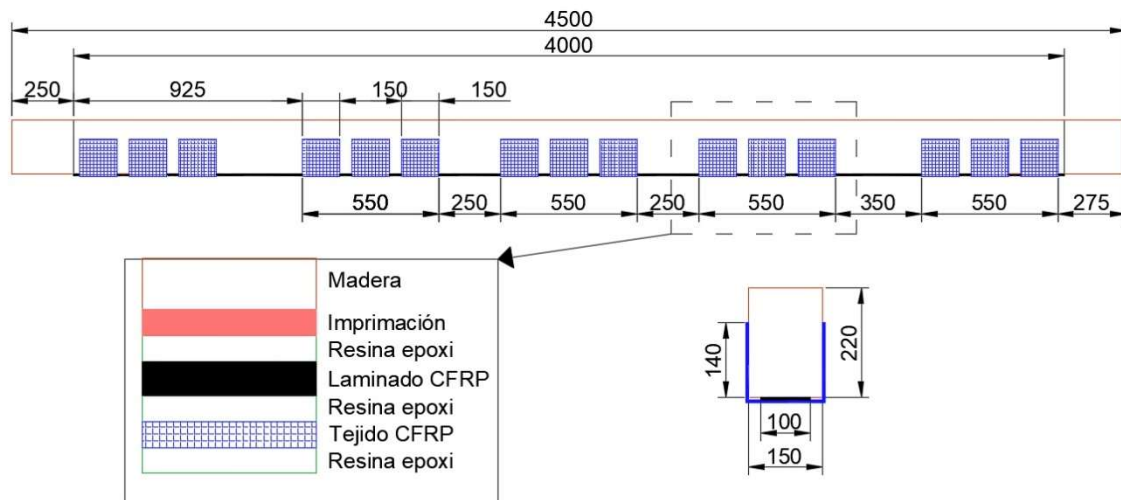 4500
4000
250
925
150
150
550
250
550
250
550
350
550
275
Madera
Imprimación
Resina epoxi
Laminado CFRP
Resina epoxi
Tejido CFRP
Resina epoxi
140
220
100
150